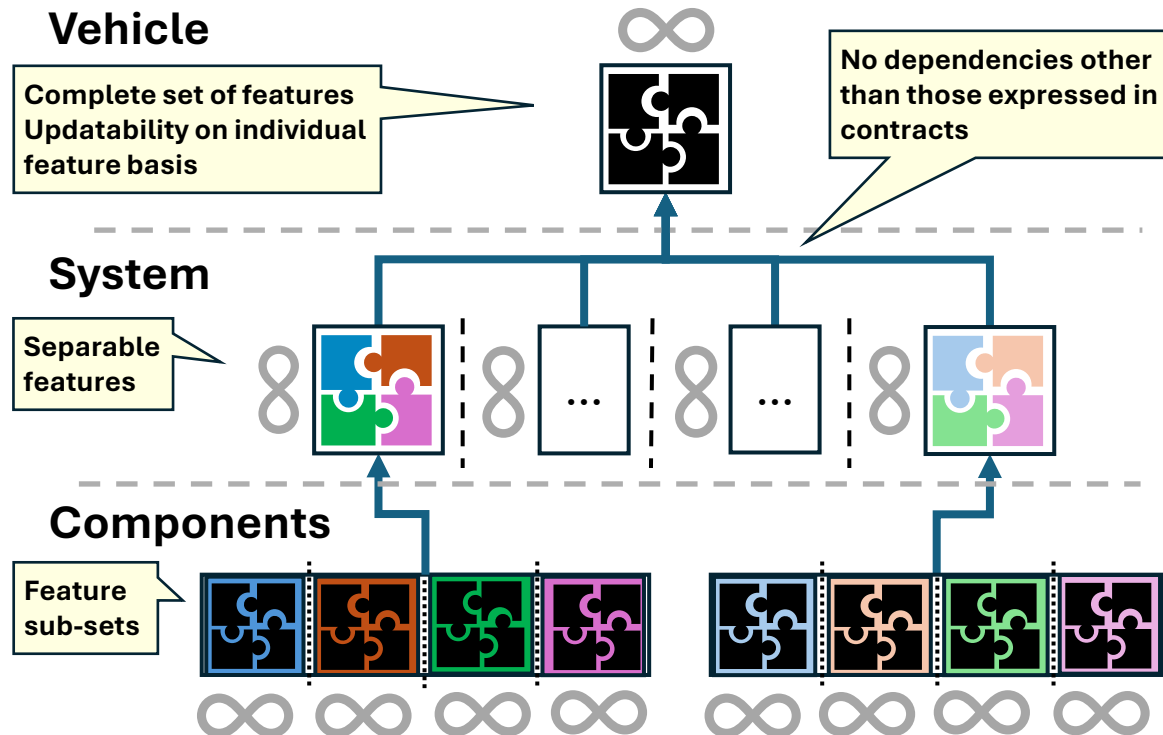 Vehicle
Complete set of features
Updatability on individual
feature basis
No dependencies other
than those expressed in
contracts
System
Separable
features
...
...
Components
Feature
sub-sets